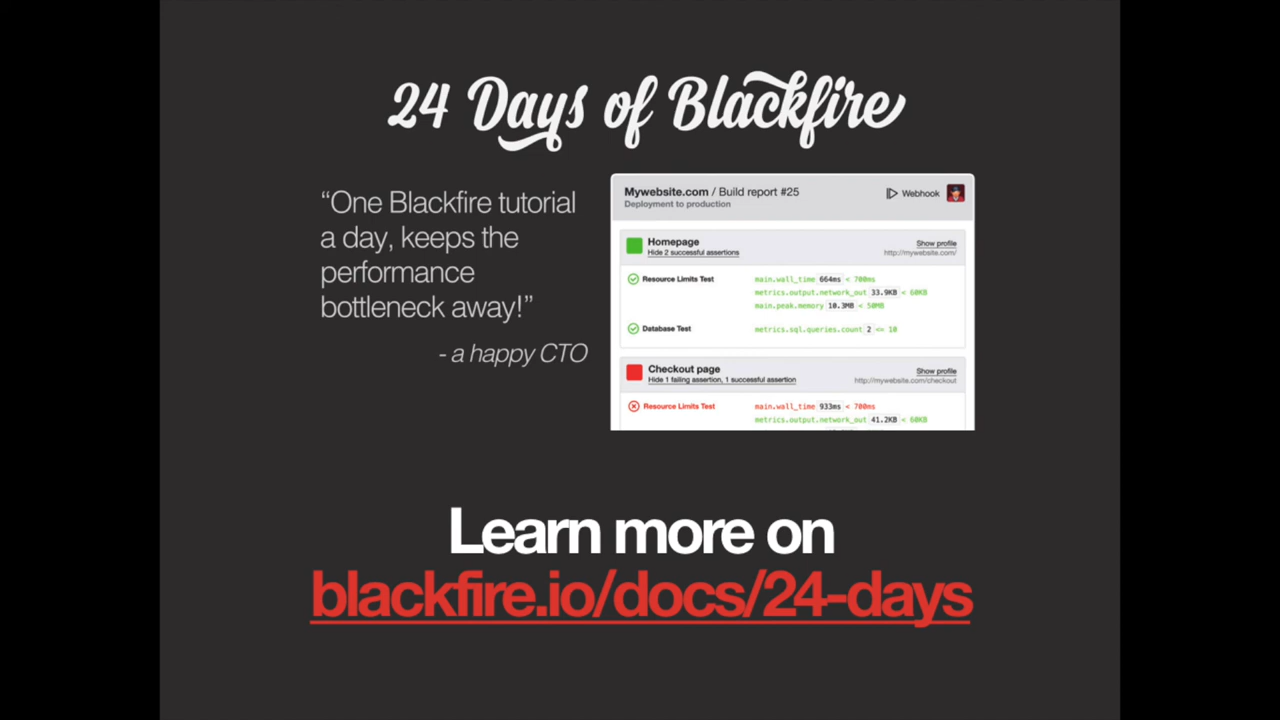 24 Days of Blackfire
“One Blackfire tutorial
a day, keeps the
performance
bottleneck away!”
- a happy CTO
Mywebsite.com / Build report #25
Deployment to production
Webhook
Homepage
Hide 2 successful assertions
Show profile
http://mywebsite.com/
Resource Limits Test
main.wall_time 664ms < 700ms
metrics.output.network_out 33.9KB < 60KB
main.peak.memory 10.3MB < 50MB
Database Test
metrics.sql.queries.count 2 <= 10
Checkout page
Hide 1 failing assertion, 1 successful assertion
Show profile
http://mywebsite.com/checkout
Resource Limits Test
main.wall_time 933ms < 700ms
metrics.output.network_out 41.2KB < 60KB
Learn more on
blackfire.io/docs/24-days